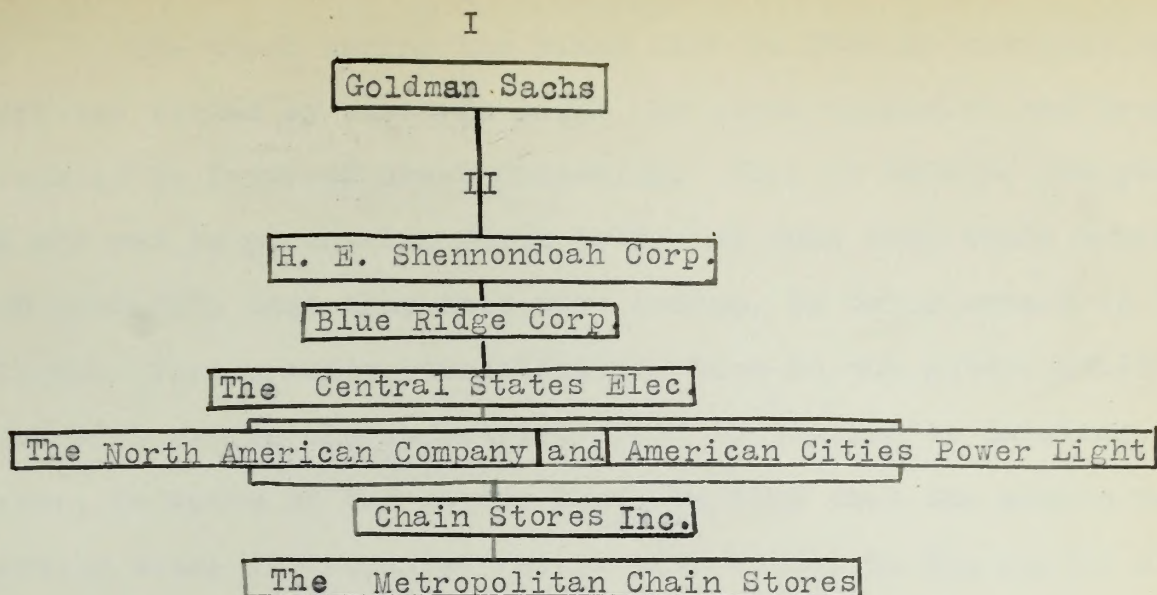 I
Goldman Sachs
II
H. E. Shennondoah Corp.
Blue Ridge Corp.
The Central States Elec.
The North American Company and American Cities Power Light
Chain Stores Inc.
The Metropolitan Chain Stores